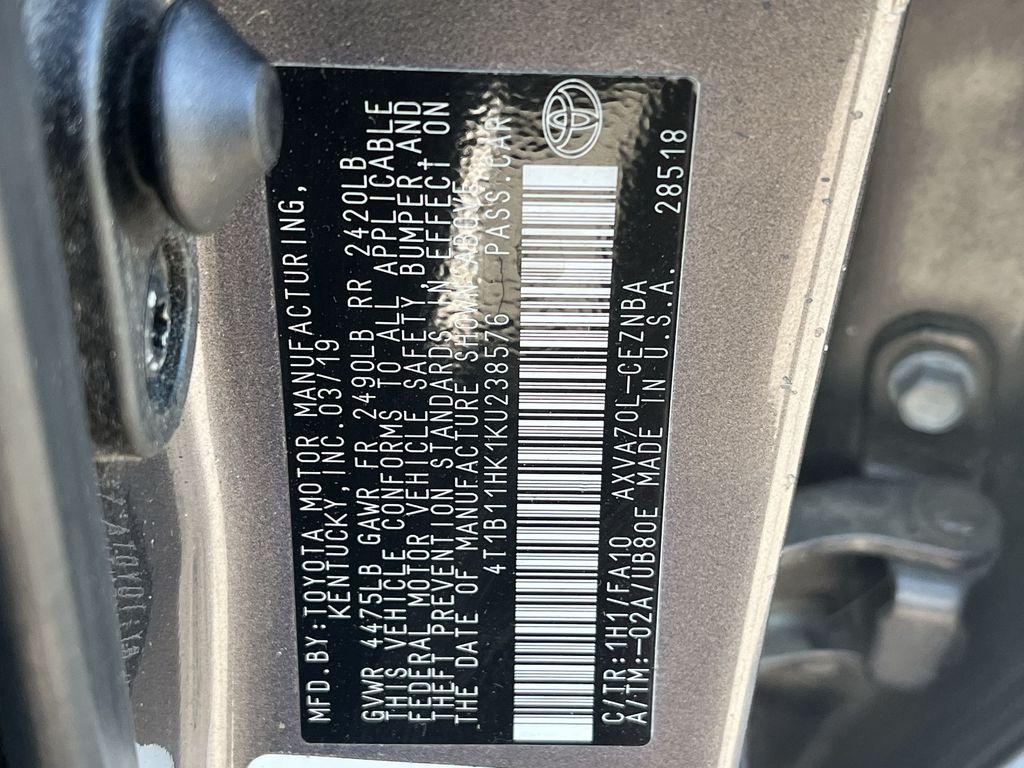 MFD.BY:TOYOTA MOTOR MANUFACTURING,
KENTUCKY, INC. 03/19
GVWR 4475LB GAWR FR 2490LB RR 2420LB
THIS VEHICLE CONFORMS TO ALL APPLICABLE
FEDERAL MOTOR VEHICLE SAFETY, BUMPER, AND
THEFT PREVENTION STANDARDS IN EFFECT ON
THE DATE OF MANUFACTURE SHOWN ABOVE.
4T1B11HK1KU238576 PASS.CAR
C/TR:1H1/FA10 AXVA70L-CEZNBA
A/TM:-02A/UB80E MADE IN U.S.A. 28518